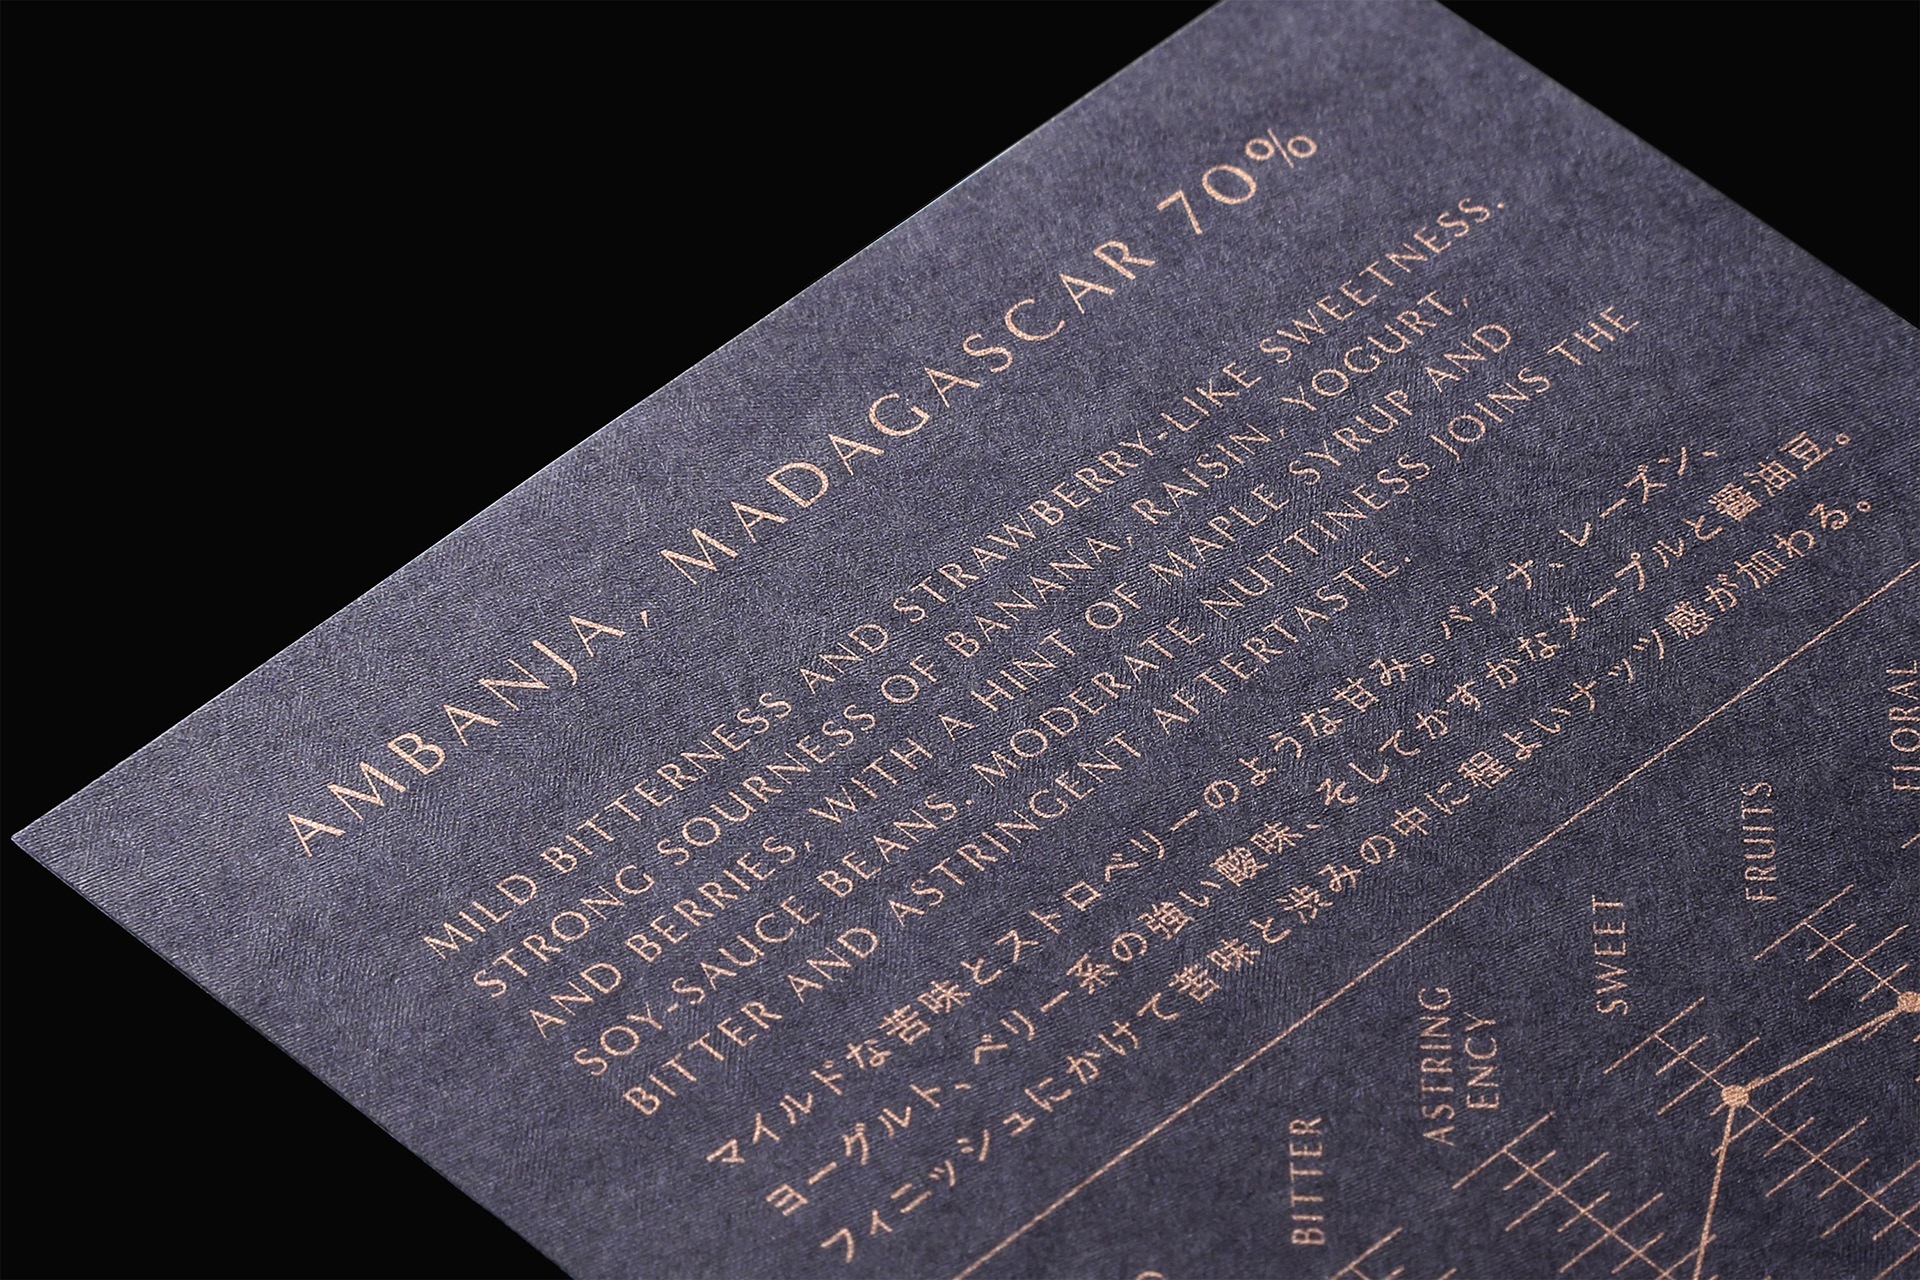 AMBANJA, MADAGASCAR 70%
MILD BITTERNESS AND STRAWBERRY-LIKE SWEETNESS.
STRONG SOURNESS OF BANANA, RAISIN, YOGURT,
AND BERRIES, WITH A HINT OF MAPLE SYRUP AND
SOY-SAUCE BEANS. MODERATE NUTTINESS JOINS THE
BITTER AND ASTRINGENT AFTERTASTE.
マイルドな苦味とストロベリーのような甘み。バナナ、レーズン、
ヨーグルト、ベリー系の強い酸味、そしてかすかなメープルと醤油豆。
フィニッシュにかけて苦味と渋みの中に程よいナッツ感が加わる。
BITTER
ASTRING
ENCY
SWEET
FRUITS
FLORAL